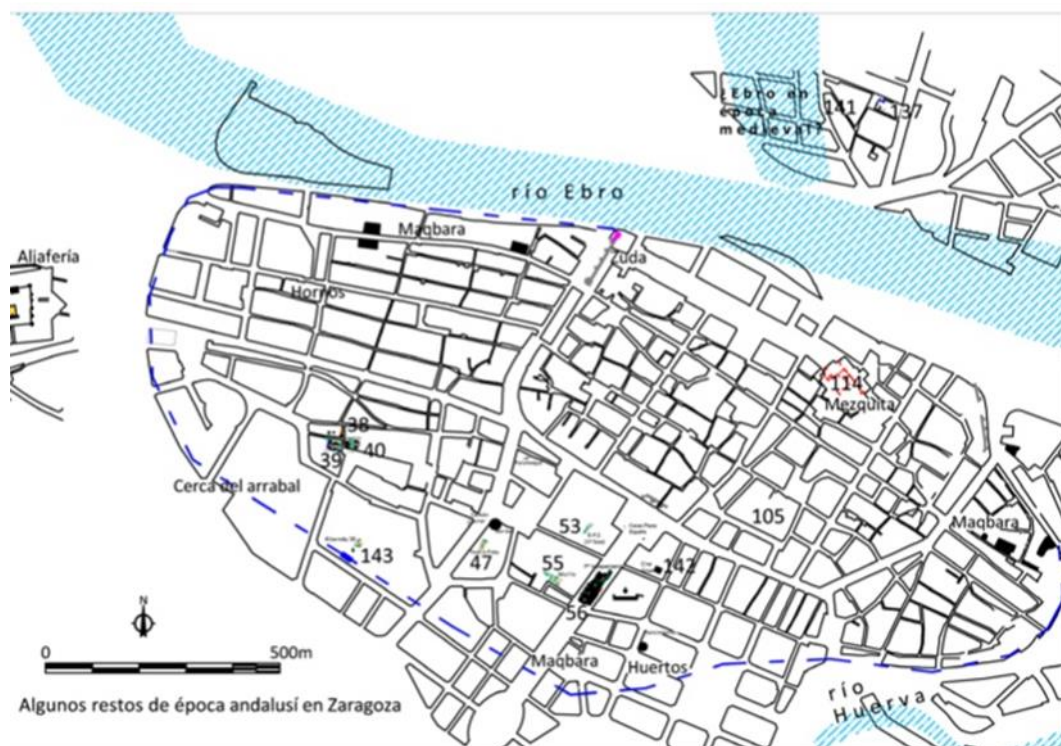 ¿Ebro en
época
medieval?
141
137
río Ebro
Maqbara
Zuda
Aljafería
Hornos
114
Mezquita
38
39
40
Cerca del arrabal
53
105
Maqbara
143
47
55
142
56
Maqbara
Huertos
N
0
500m
río
Huerva
Algunos restos de época andalusí en Zaragoza